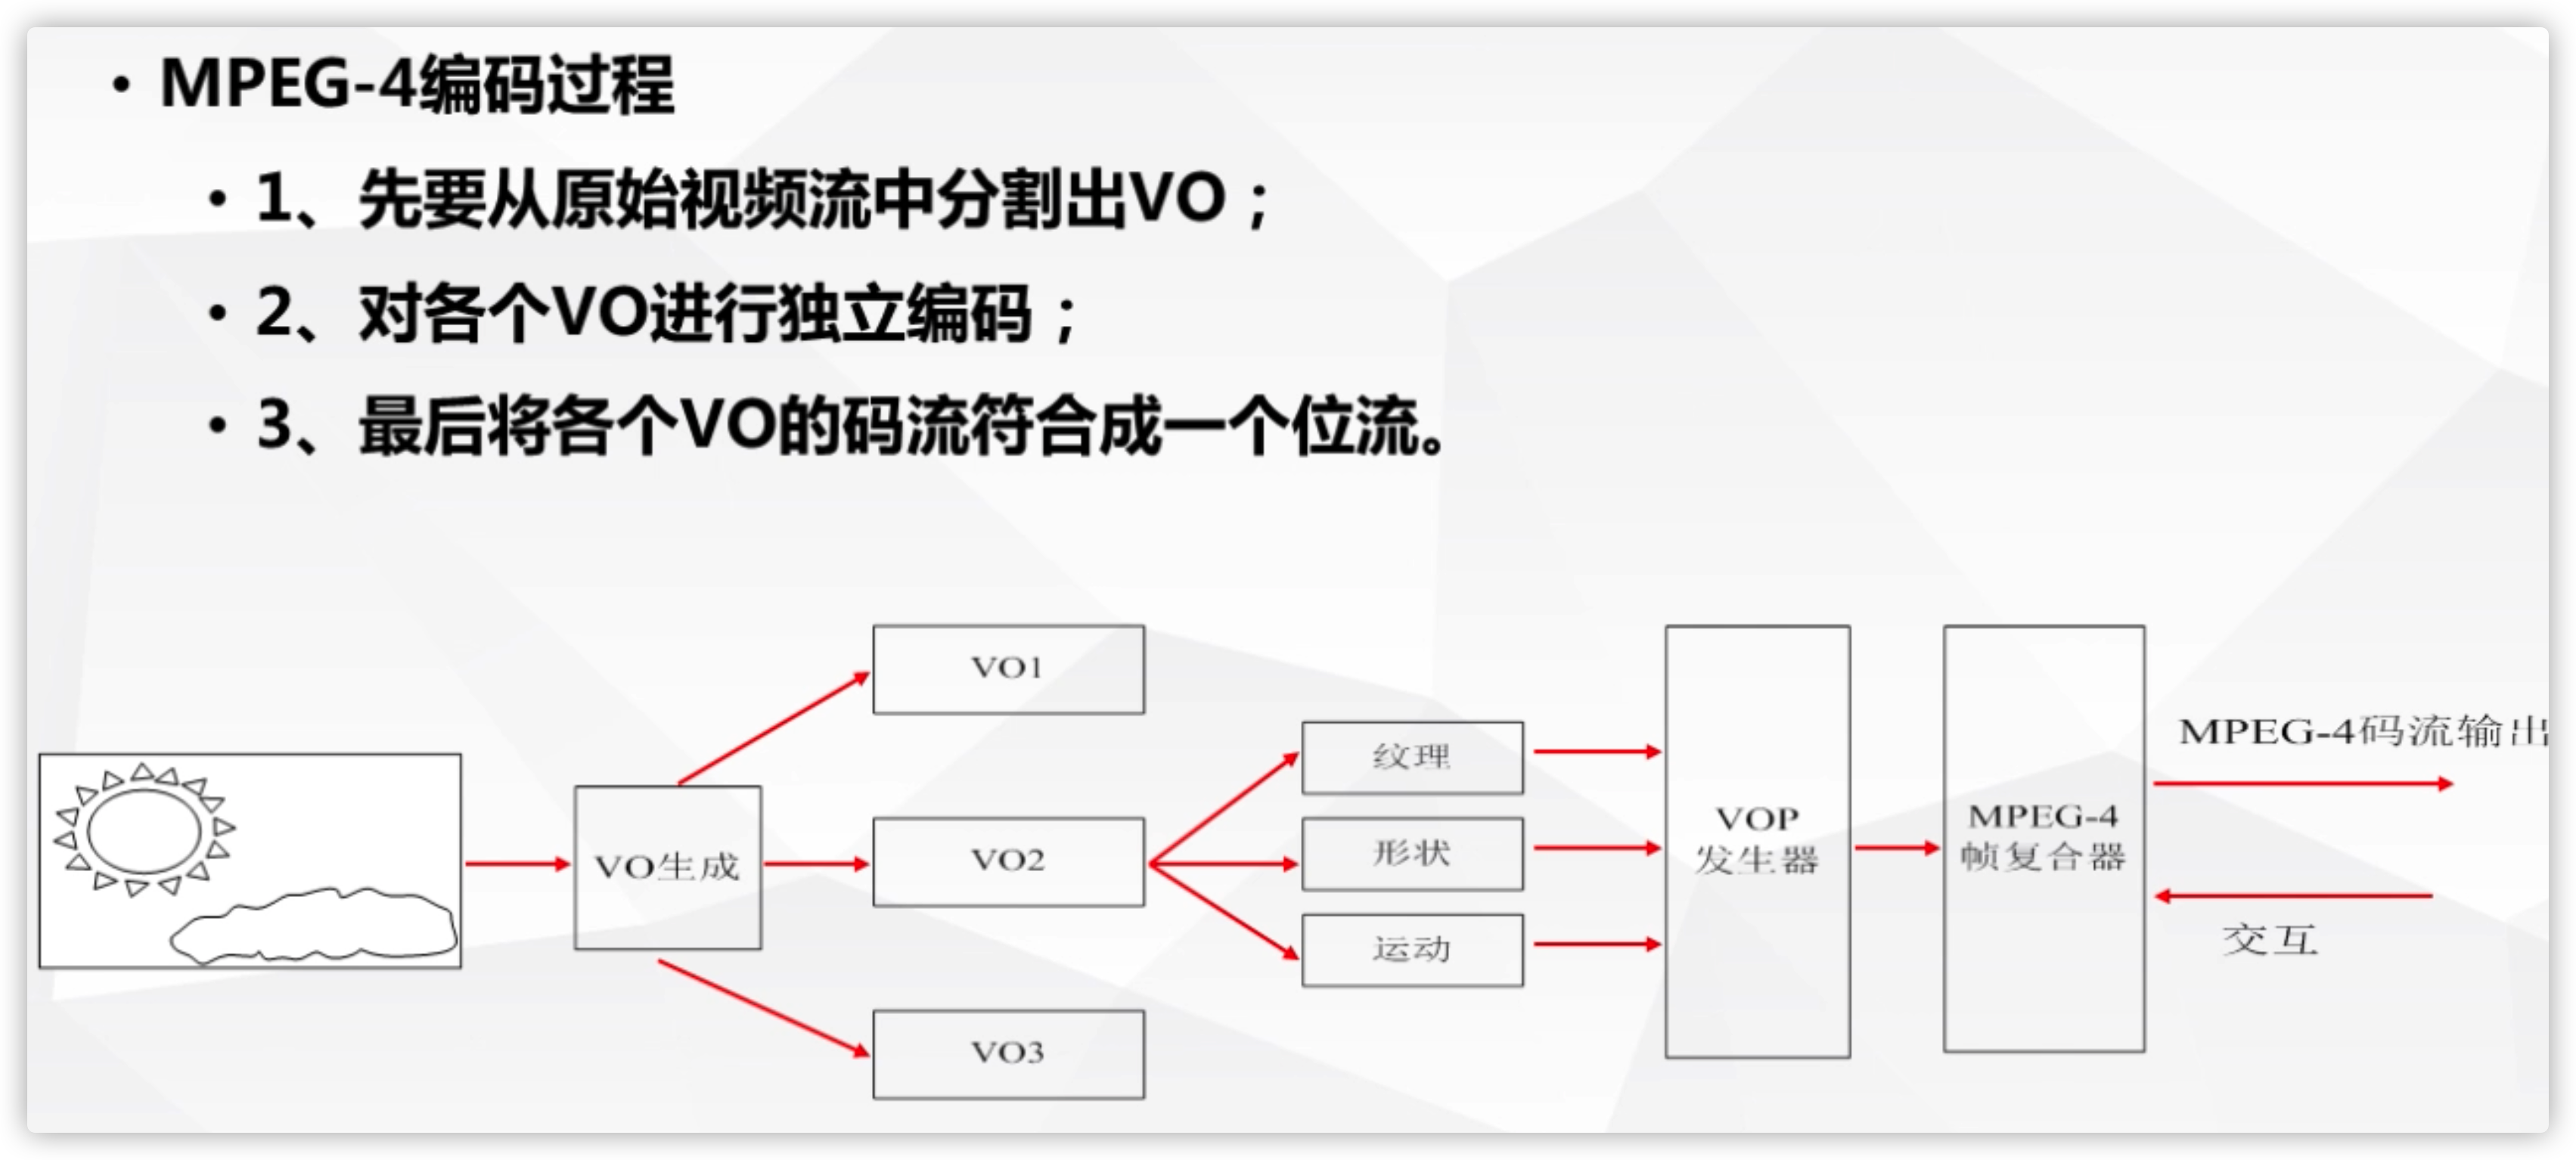 • MPEG-4编码过程
• 1、先要从原始视频流中分割出VO；
• 2、对各个VO进行独立编码；
• 3、最后将各个VO的码流符合成一个位流。
VO1
VO生成
VO2
VO3
纹理
形状
运动
VOP
发生器
MPEG-4
帧复合器
MPEG-4码流输出
交互